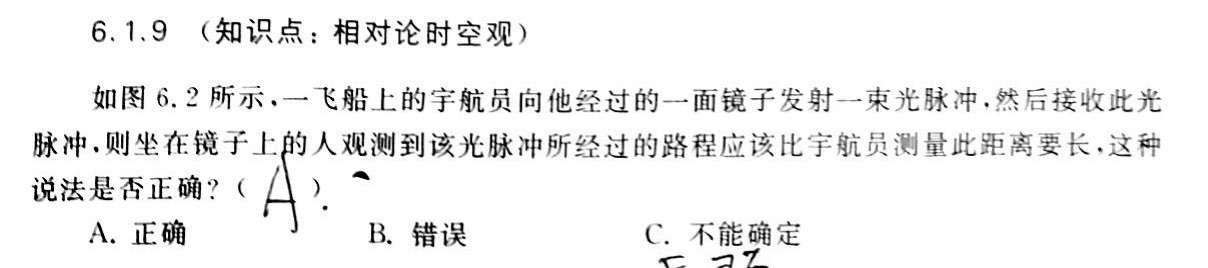 6.1.9 （知识点：相对论时空观）
如图 6.2 所示，一飞船上的宇航员向他经过的一面镜子发射一束光脉冲，然后接收此光
脉冲，则坐在镜子上的人观测到该光脉冲所经过的路程应该比宇航员测量此距离要长，这种
说法是否正确？（ A ）．
A. 正确 B. 错误 C. 不能确定